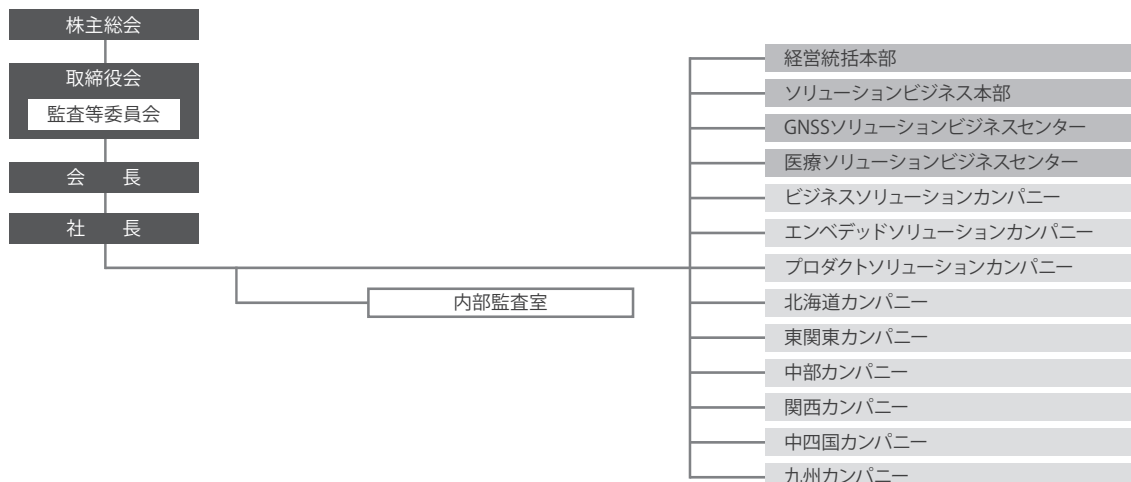 株主総会
取締役会
監査等委員会
会　　長
社　　長
内部監査室
経営統括本部
ソリューションビジネス本部
GNSSソリューションビジネスセンター
医療ソリューションビジネスセンター
ビジネスソリューションカンパニー
エンベデッドソリューションカンパニー
プロダクトソリューションカンパニー
北海道カンパニー
東関東カンパニー
中部カンパニー
関西カンパニー
中四国カンパニー
九州カンパニー